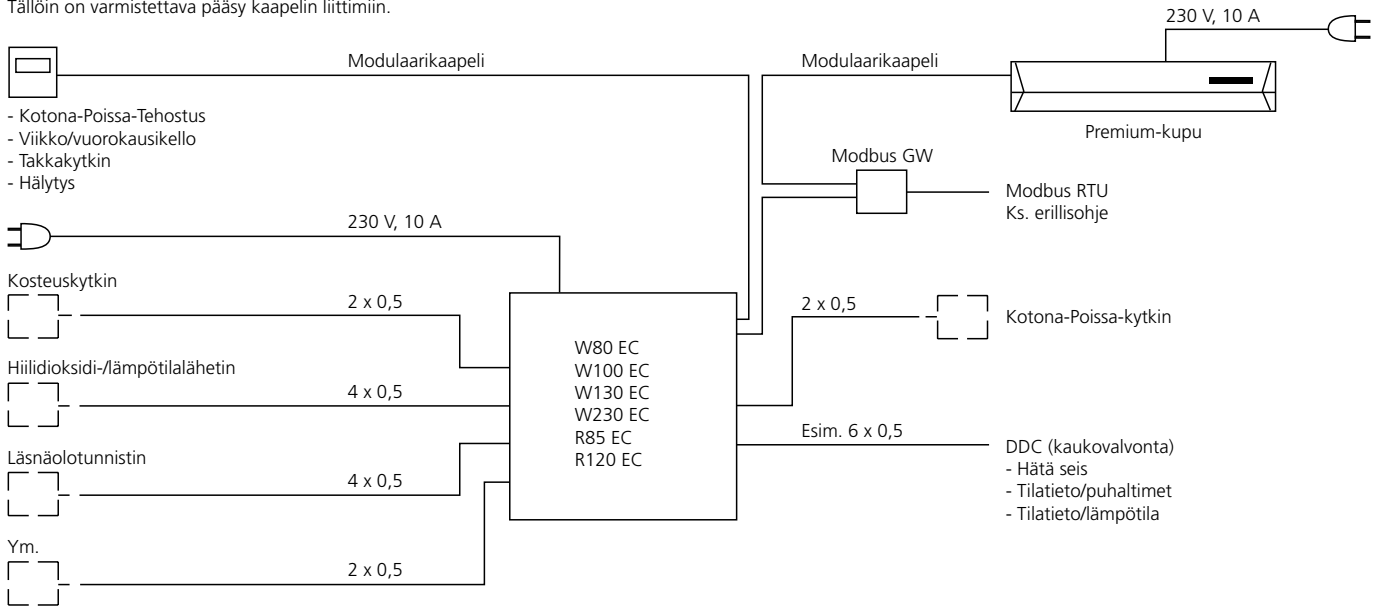 Tällöin on varmistettava pääsy kaapelin liittimiin.
230 V, 10 A
Modulaarikaapeli
Modulaarikaapeli
- Kotona-Poissa-Tehostus
- Viikko/vuorokausikello
- Takkakytkin
- Hälytys
Premium-kupu
Modbus GW
Modbus RTU
Ks. erillisohje
230 V, 10 A
Kosteuskytkin
2 x 0,5
2 x 0,5
Kotona-Poissa-kytkin
Hiilidioksidi-/lämpötilalähetin
4 x 0,5
W80 EC
W100 EC
W130 EC
W230 EC
R85 EC
R120 EC
Esim. 6 x 0,5
DDC (kaukovalvonta)
- Hätä seis
- Tilatieto/puhaltimet
- Tilatieto/lämpötila
Läsnäolotunnistin
4 x 0,5
Ym.
2 x 0,5